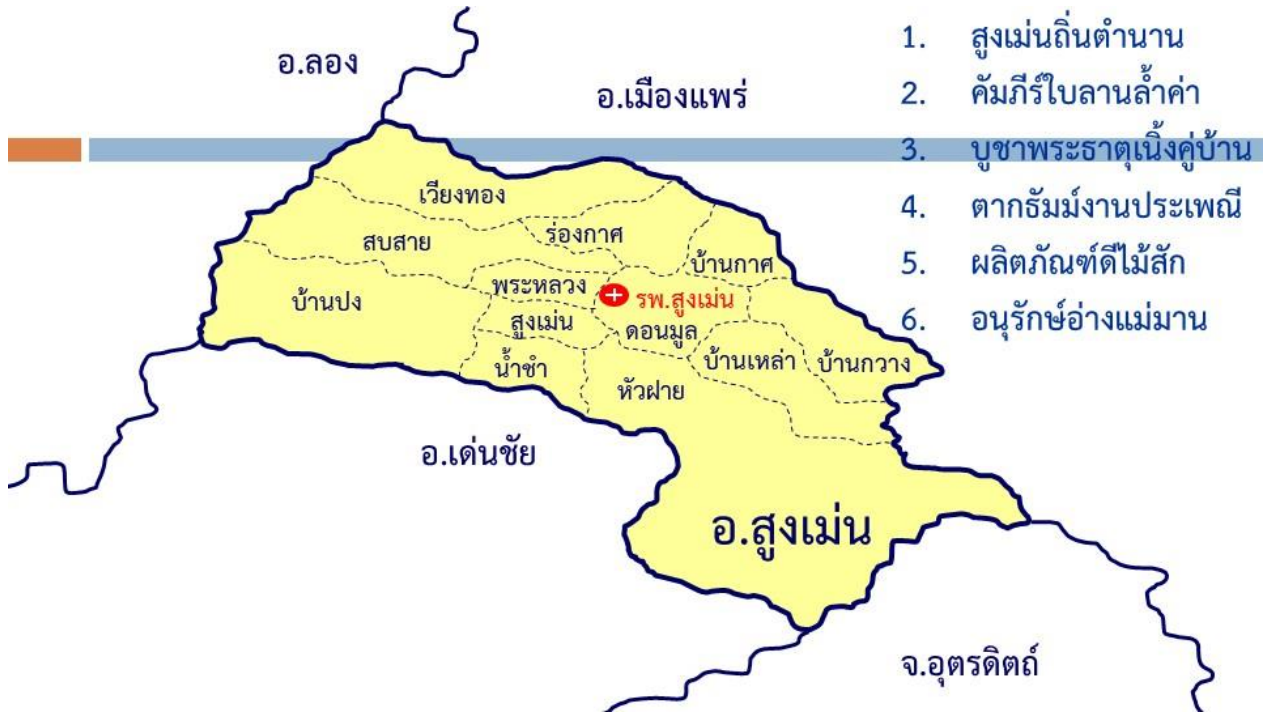 อ.ลอง
อ.เมืองแพร่
1. สูงเม่นถิ่นตำนาน
2. คัมภีร์ใบลานล้ำค่า
3. บูชาพระธาตุเนิ้งคู่บ้าน
4. ตากธัมม์งานประเพณี
5. ผลิตภัณฑ์ดีไม้สัก
6. อนุรักษ์อ่างแม่มาน
เวียงทอง
สบสาย
ร่องกาศ
บ้านกาศ
บ้านปง
พระหลวง
รพ.สูงเม่น
สูงเม่น
ดอนมูล
น้ำชำ
หัวฝาย
บ้านเหล่า
บ้านกวาง
อ.เด่นชัย
อ.สูงเม่น
จ.อุตรดิตถ์